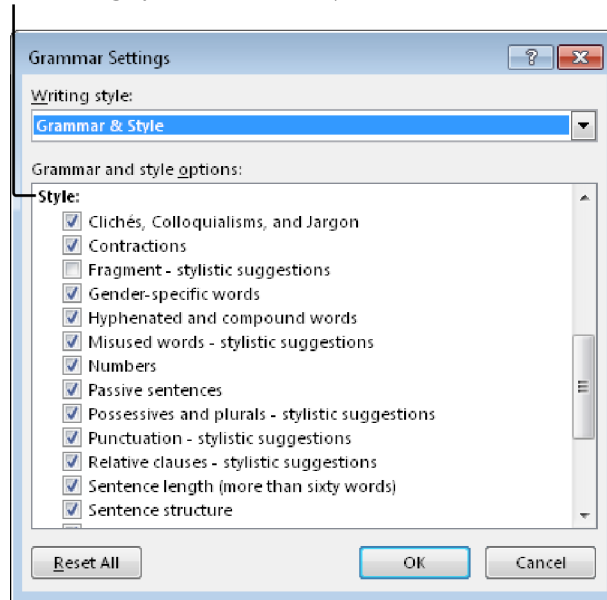 Grammar Settings
Writing style:
Grammar & Style
Grammar and style options:
Style:
Clichés, Colloquialisms, and Jargon
Contractions
Fragment - stylistic suggestions
Gender-specific words
Hyphenated and compound words
Misused words - stylistic suggestions
Numbers
Passive sentences
Possessives and plurals - stylistic suggestions
Punctuation - stylistic suggestions
Relative clauses - stylistic suggestions
Sentence length (more than sixty words)
Sentence structure
Reset All OK Cancel